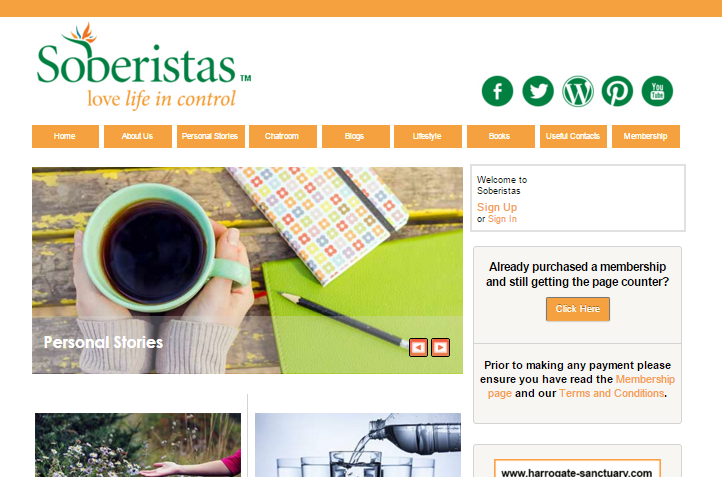 Soberistas™
love life in control
You
Tube
Home
About Us
Personal Stories
Chatroom
Blogs
Lifestyle
Books
Useful Contacts
Membership
Personal Stories
Welcome to
Soberistas
Sign Up
or Sign In
Already purchased a membership
and still getting the page counter?
Click Here
Prior to making any payment please
ensure you have read the Membership
page and our Terms and Conditions.
www.harrogate-sanctuary.com